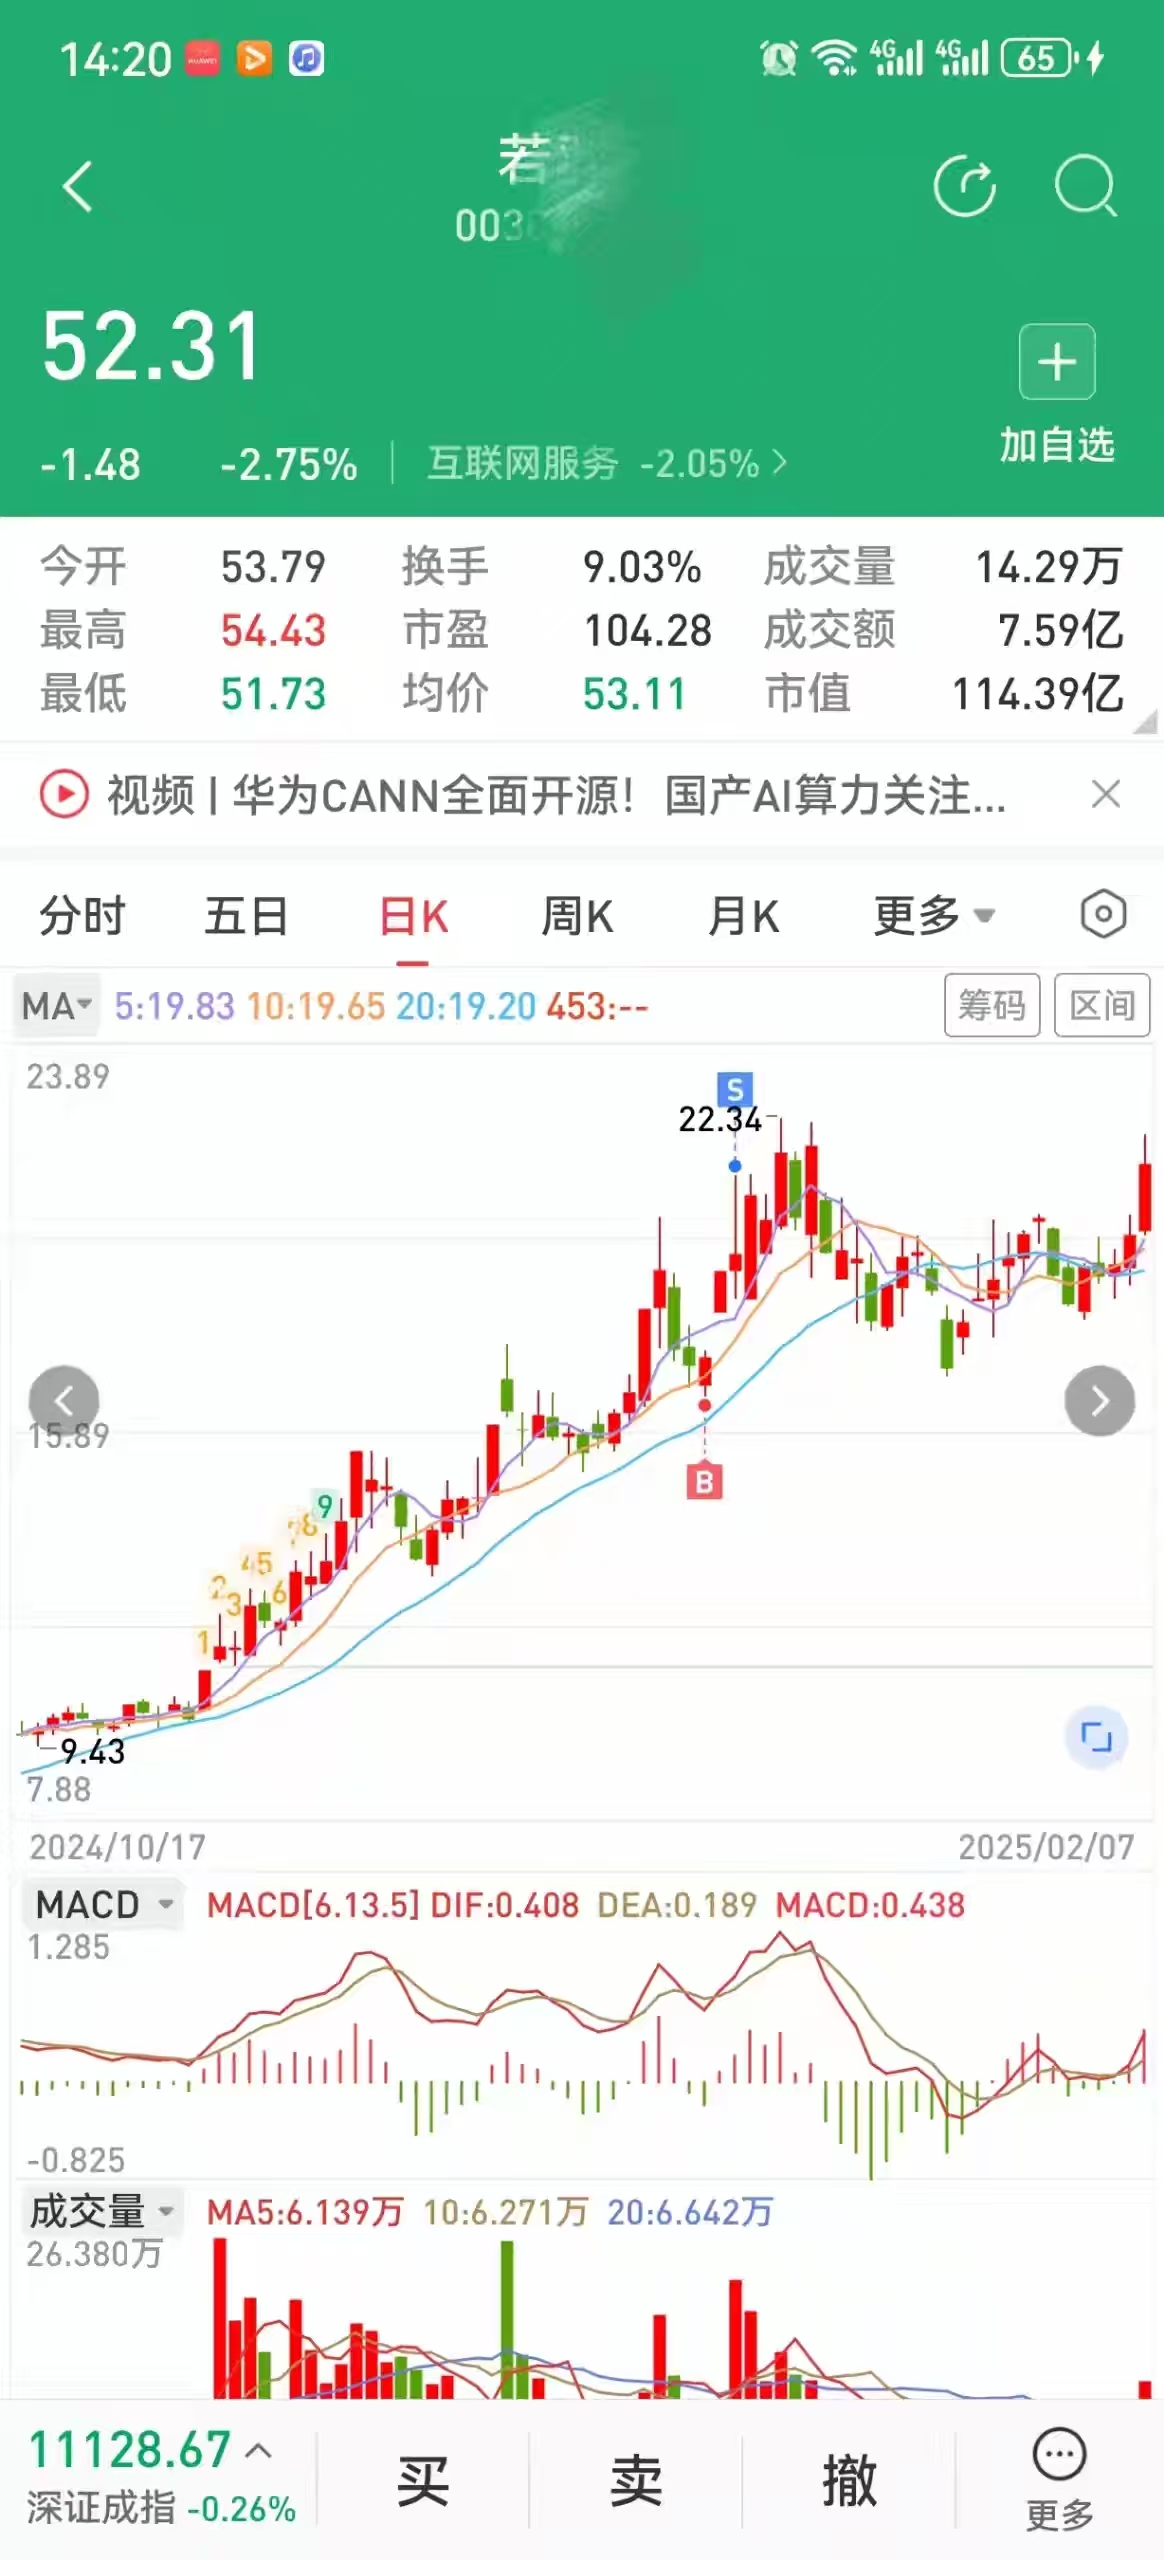 14:20 HUAWEI 4G 4G 65
若
003
52.31
加自选
-1.48 -2.75% 互联网服务 -2.05%
今开 53.79 换手 9.03% 成交量 14.29万
最高 54.43 市盈 104.28 成交额 7.59亿
最低 51.73 均价 53.11 市值 114.39亿
视频 | 华为CANN全面开源！国产AI算力关注...
分时 五日 日K 周K 月K 更多
MA 5:19.83 10:19.65 20:19.20 453:-- 筹码 区间
23.89
S
22.34
15.89
B
9
7 8
4 5
2 3 6
1
9.43
7.88
2024/10/17 2025/02/07
MACD MACD[6.13.5] DIF:0.408 DEA:0.189 MACD:0.438
1.285
-0.825
成交量 MA5:6.139万 10:6.271万 20:6.642万
26.380万
11128.67 买 卖 撤
深证成指 -0.26% 更多